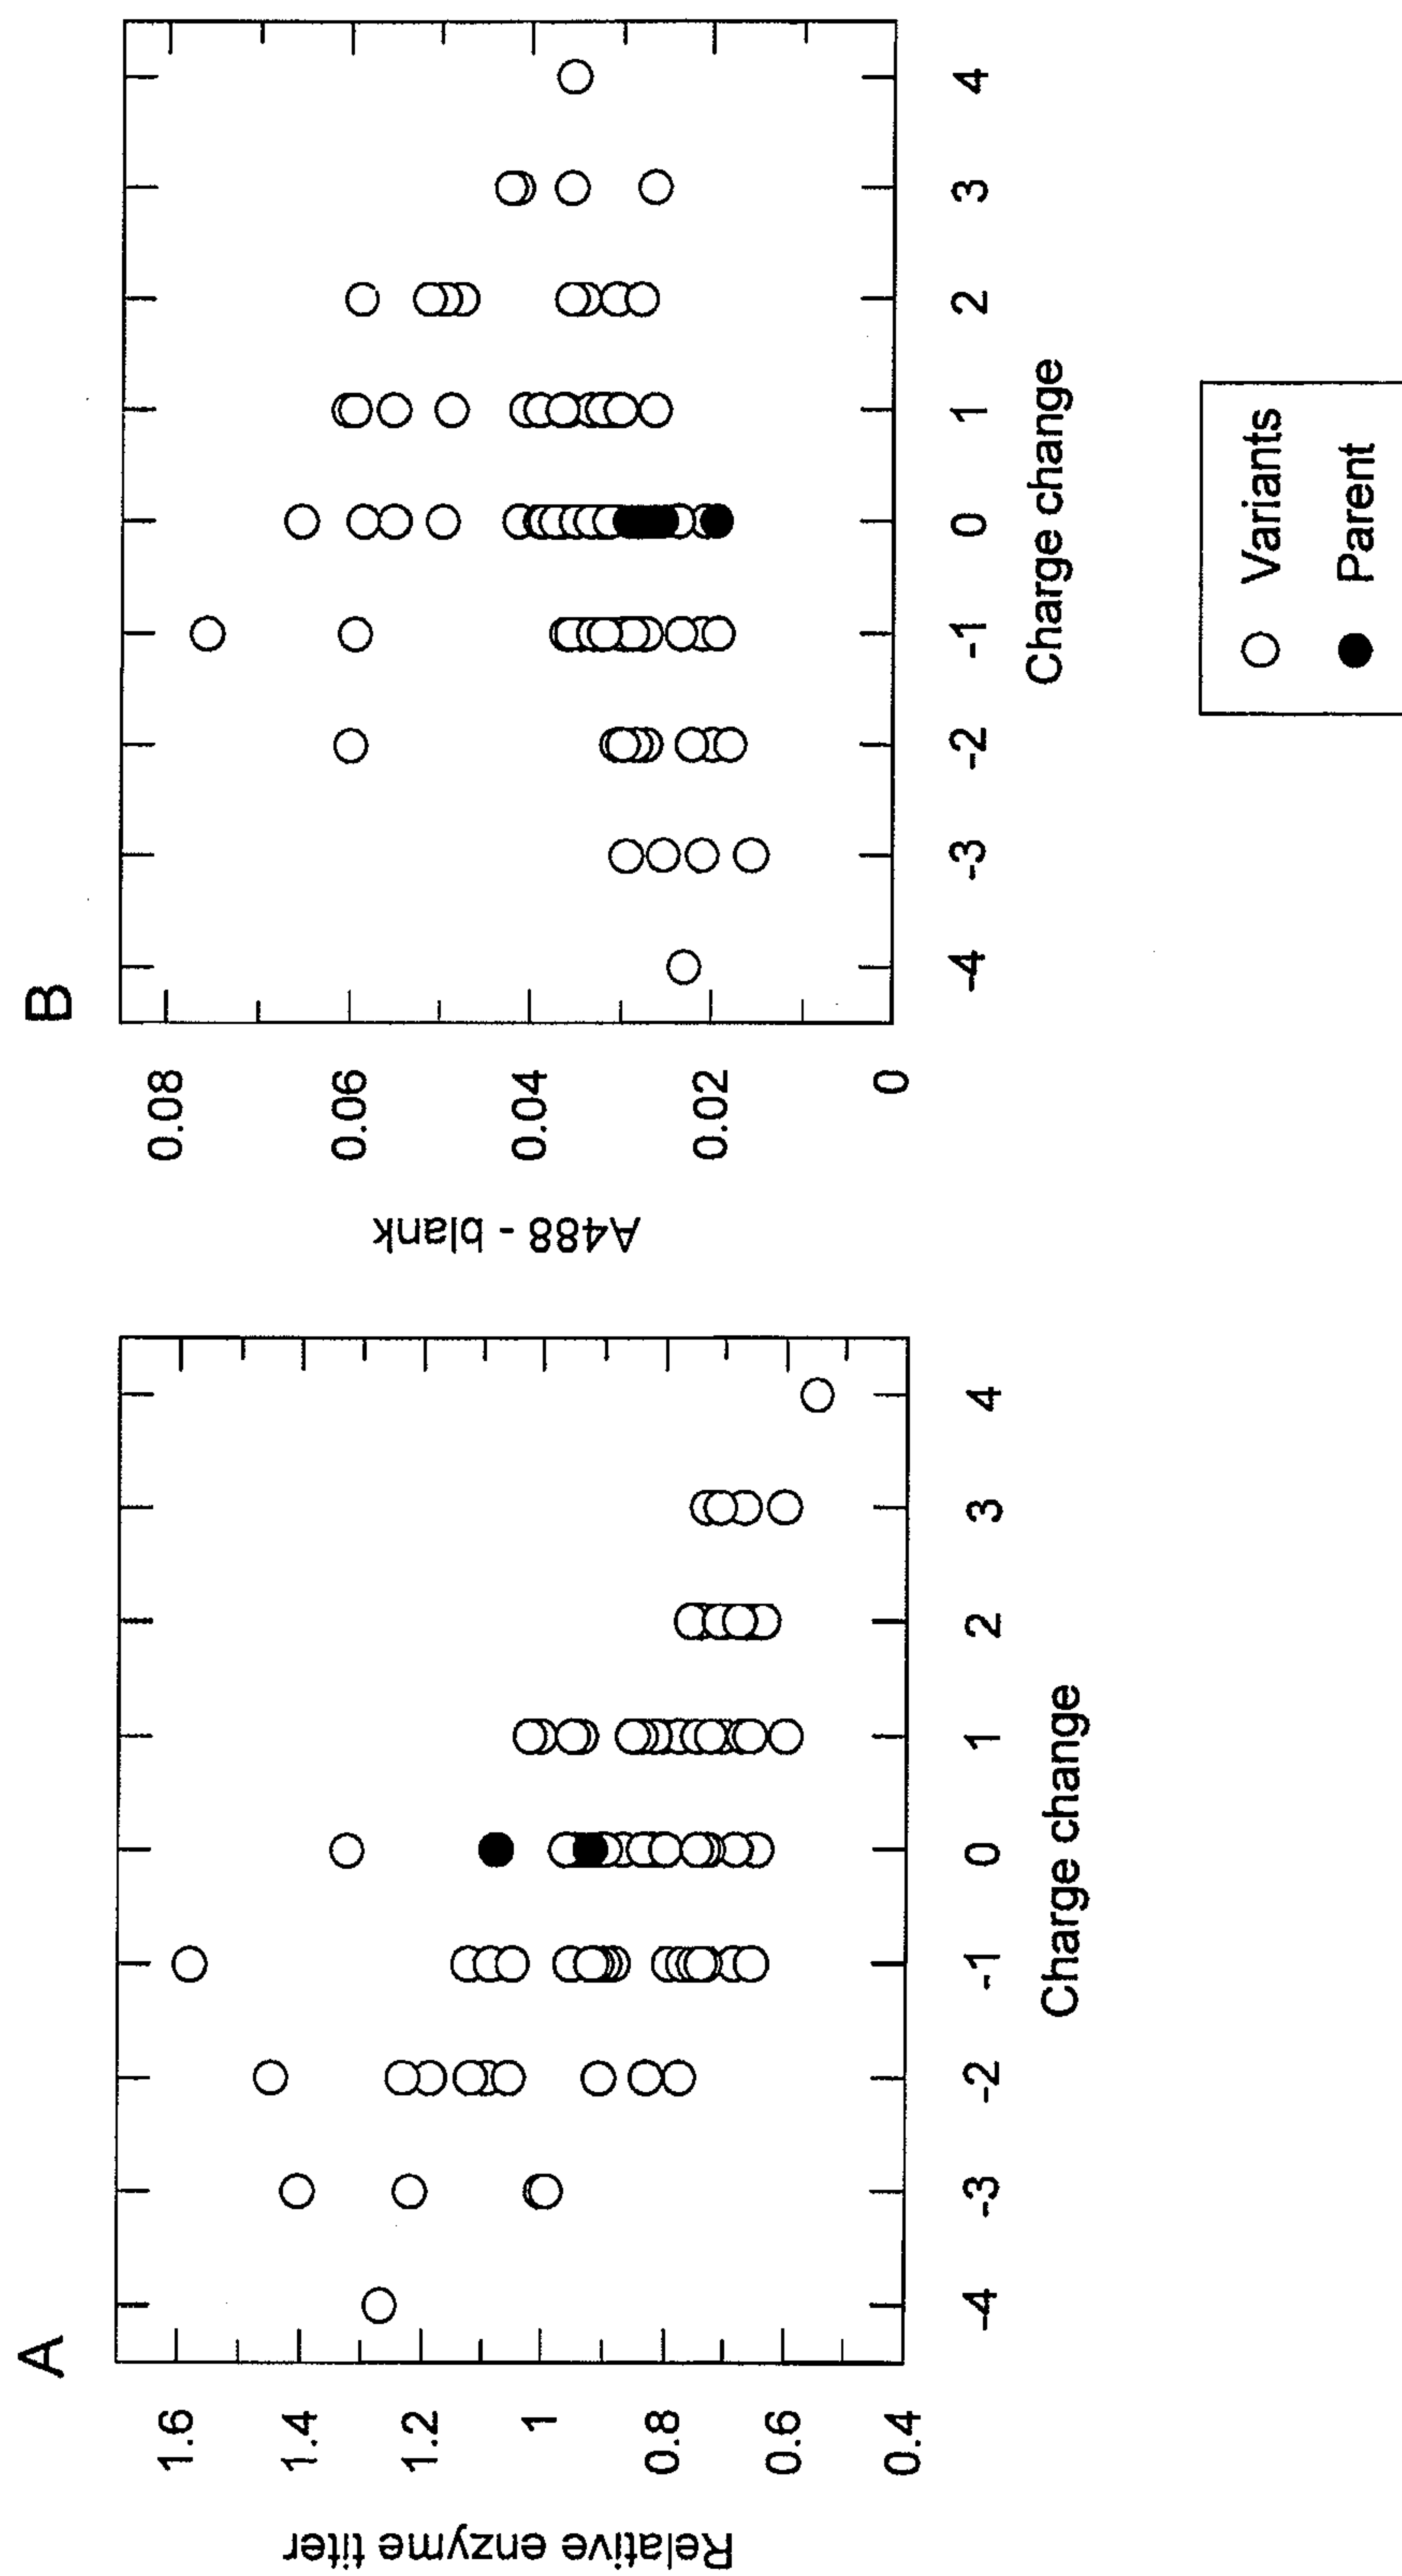 A
Relative enzyme titer
1.6
1.4
1.2
1
0.8
0.6
0.4
-4 -3 -2 -1 0 1 2 3 4
Charge change
B
A488 - blank
0.08
0.06
0.04
0.02
0
-4 -3 -2 -1 0 1 2 3 4
Charge change
Variants
Parent